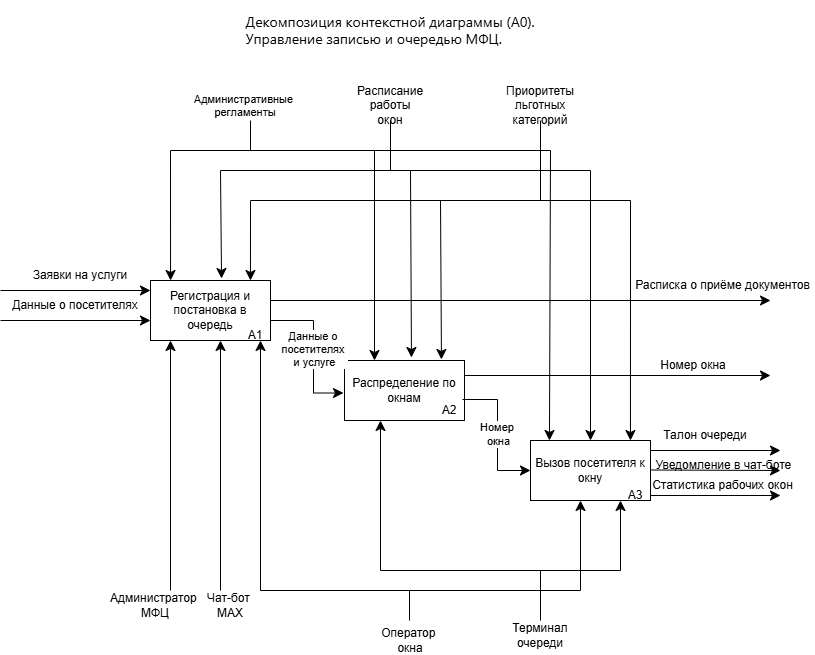 Декомпозиция контекстной диаграммы (А0).
Управление записью и очередью МФЦ.
Административные
регламенты
Расписание
работы
окон
Приоритеты
льготных
категорий
Заявки на услуги
Данные о посетителях
Регистрация и
постановка в
очередь
А1
Расписка о приёме документов
Данные о
посетителях
и услуге
Распределение по
окнам
А2
Номер окна
Номер
окна
Вызов посетителя к
окну
А3
Талон очереди
Уведомление в чат-боте
Статистика рабочих окон
Администратор
МФЦ
Чат-бот
МАХ
Оператор
окна
Терминал
очереди